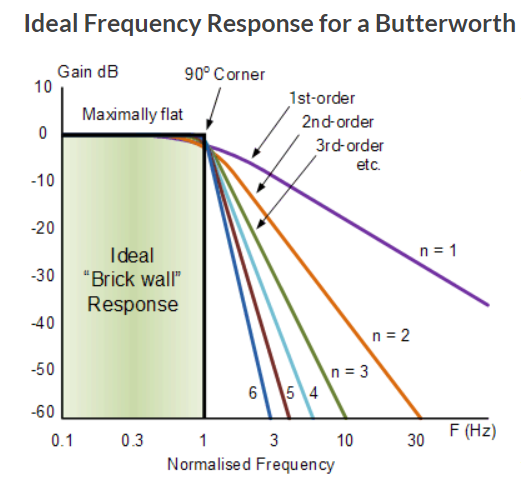 Ideal Frequency Response for a Butterworth
Gain dB
90° Corner
10
1st-order
Maximally flat
2nd-order
0
3rd-order
etc.
-10
-20
n = 1
Ideal
"Brick wall"
Response
-30
-40
n = 2
-50
n = 3
6 5 4
-60
F (Hz)
0.1 0.3 1 3 10 30
Normalised Frequency